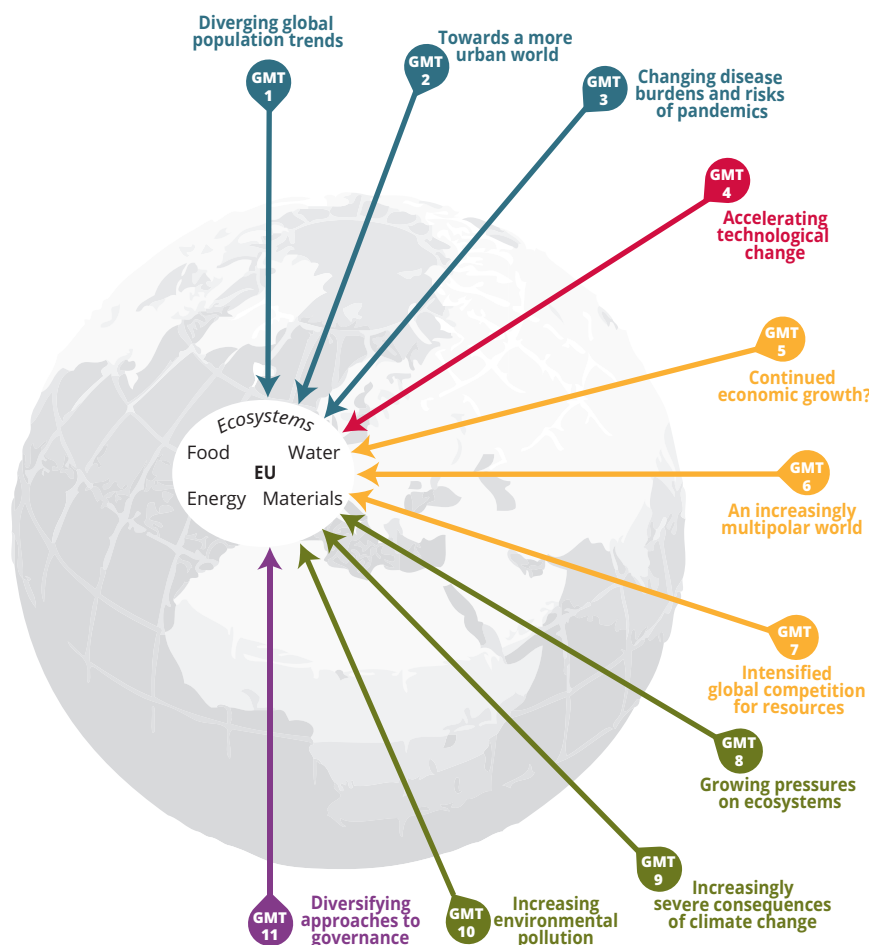 Diverging global
population trends
GMT
1
Towards a more
urban world
GMT
2
Changing disease
burdens and risks
of pandemics
GMT
3
GMT
4
Accelerating
technological
change
GMT
5
Continued
economic growth?
GMT
6
An increasingly
multipolar world
GMT
7
Intensified
global competition
for resources
GMT
8
Growing pressures
on ecosystems
GMT
9
Increasingly
severe consequences
of climate change
GMT
10
Increasing
environmental
pollution
GMT
11
Diversifying
approaches to
governance
Ecosystems
Food Water
EU
Energy Materials